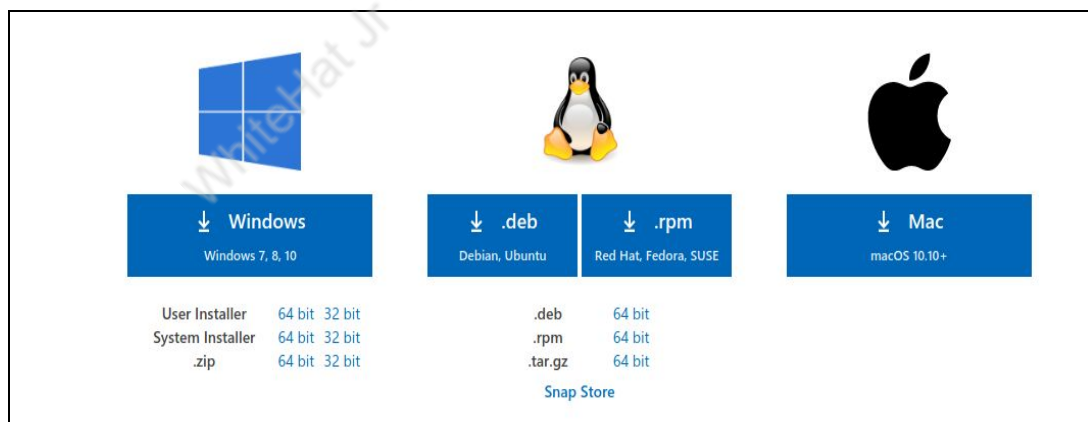 WhiteHat Jr
Windows
Windows 7, 8, 10
.deb
Debian, Ubuntu
.rpm
Red Hat, Fedora, SUSE
Mac
macOS 10.10+
User Installer 64 bit 32 bit
System Installer 64 bit 32 bit
.zip 64 bit 32 bit
.deb 64 bit
.rpm 64 bit
.tar.gz 64 bit
Snap Store